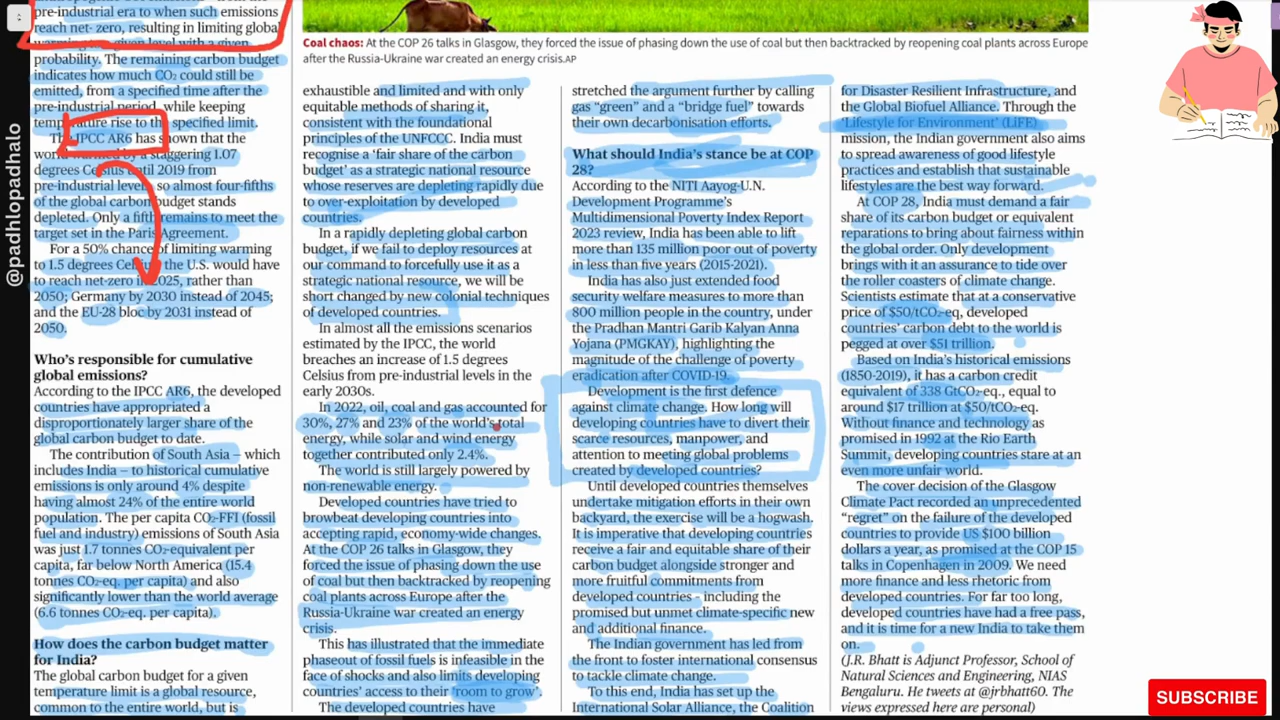 pre-industrial era to when such emissions
reach net- zero, resulting in limiting global
probability. The remaining carbon budget
indicates how much CO₂ could still be
emitted, from a specified time after the
pre-industrial period, while keeping
temperature rise to the specified limit.
The IPCC AR6 has shown that the
world warmed by a staggering 1.07
degrees Celsius until 2019 from
pre-industrial levels, so almost four-fifths
of the global carbon budget stands
depleted. Only a fifth remains to meet the
target set in the Paris Agreement.
For a 50% chance of limiting warming
to 1.5 degrees Celsius, the U.S. would have
to reach net-zero in 2025, rather than
2050; Germany by 2030 instead of 2045;
and the EU-28 bloc by 2031 instead of
2050.
Who’s responsible for cumulative
global emissions?
According to the IPCC AR6, the developed
countries have appropriated a
disproportionately larger share of the
global carbon budget to date.
The contribution of South Asia – which
includes India – to historical cumulative
emissions is only around 4% despite
having almost 24% of the entire world
population. The per capita CO₂-FFI (fossil
fuel and industry) emissions of South Asia
was just 1.7 tonnes CO₂-equivalent per
capita, far below North America (15.4
tonnes CO₂-eq. per capita) and also
significantly lower than the world average
(6.6 tonnes CO₂-eq. per capita).
How does the carbon budget matter
for India?
The global carbon budget for a given
temperature limit is a global resource,
common to the entire world, but is
Coal chaos: At the COP 26 talks in Glasgow, they forced the issue of phasing down the use of coal but then backtracked by reopening coal plants across Europe
after the Russia-Ukraine war created an energy crisis.AP
exhaustible and limited and with only
equitable methods of sharing it,
consistent with the foundational
principles of the UNFCCC. India must
recognise a ‘fair share of the carbon
budget’ as a strategic national resource
whose reserves are depleting rapidly due
to over-exploitation by developed
countries.
In a rapidly depleting global carbon
budget, if we fail to deploy resources at
our command to forcefully use it as a
strategic national resource, we will be
short changed by new colonial techniques
of developed countries.
In almost all the emissions scenarios
estimated by the IPCC, the world
breaches an increase of 1.5 degrees
Celsius from pre-industrial levels in the
early 2030s.
In 2022, oil, coal and gas accounted for
30%, 27% and 23% of the world’s total
energy, while solar and wind energy
together contributed only 2.4%.
The world is still largely powered by
non-renewable energy.
Developed countries have tried to
browbeat developing countries into
accepting rapid, economy-wide changes.
At the COP 26 talks in Glasgow, they
forced the issue of phasing down the use
of coal but then backtracked by reopening
coal plants across Europe after the
Russia-Ukraine war created an energy
crisis.
This has illustrated that the immediate
phaseout of fossil fuels is infeasible in the
face of shocks and also limits developing
countries’ access to their ‘room to grow’.
The developed countries have
stretched the argument further by calling
gas “green” and a “bridge fuel” towards
their own decarbonisation efforts.
What should India’s stance be at COP
28?
According to the NITI Aayog-U.N.
Development Programme’s
Multidimensional Poverty Index Report
2023 review, India has been able to lift
more than 135 million poor out of poverty
in less than five years (2015-2021).
India has also just extended food
security welfare measures to more than
800 million people in the country, under
the Pradhan Mantri Garib Kalyan Anna
Yojana (PMGKAY), highlighting the
magnitude of the challenge of poverty
eradication after COVID-19.
Development is the first defence
against climate change. How long will
developing countries have to divert their
scarce resources, manpower, and
attention to meeting global problems
created by developed countries?
Until developed countries themselves
undertake mitigation efforts in their own
backyard, the exercise will be a hogwash.
It is imperative that developing countries
receive a fair and equitable share of their
carbon budget alongside stronger and
more fruitful commitments from
developed countries - including the
promised but unmet climate-specific new
and additional finance.
The Indian government has led from
the front to foster international consensus
to tackle climate change.
To this end, India has set up the
International Solar Alliance, the Coalition
for Disaster Resilient Infrastructure, and
the Global Biofuel Alliance. Through the
‘Lifestyle for Environment’ (LiFE)
mission, the Indian government also aims
to spread awareness of good lifestyle
practices and establish that sustainable
lifestyles are the best way forward.
At COP 28, India must demand a fair
share of its carbon budget or equivalent
reparations to bring about fairness within
the global order. Only development
brings with it an assurance to tide over
the roller coasters of climate change.
Scientists estimate that at a conservative
price of $50/tCO₂-eq, developed
countries’ carbon debt to the world is
pegged at over $51 trillion.
Based on India’s historical emissions
(1850-2019), it has a carbon credit
equivalent of 338 GtCO₂-eq., equal to
around $17 trillion at $50/tCO₂-eq.
Without finance and technology as
promised in 1992 at the Rio Earth
Summit, developing countries stare at an
even more unfair world.
The cover decision of the Glasgow
Climate Pact recorded an unprecedented
“regret” on the failure of the developed
countries to provide US $100 billion
dollars a year, as promised at the COP 15
talks in Copenhagen in 2009. We need
more finance and less rhetoric from
developed countries. For far too long,
developed countries have had a free pass,
and it is time for a new India to take them
on.
(J.R. Bhatt is Adjunct Professor, School of
Natural Sciences and Engineering, NIAS
Bengaluru. He tweets at @jrbhatt60. The
views expressed here are personal)
@padhlopadhalo
SUBSCRIBE